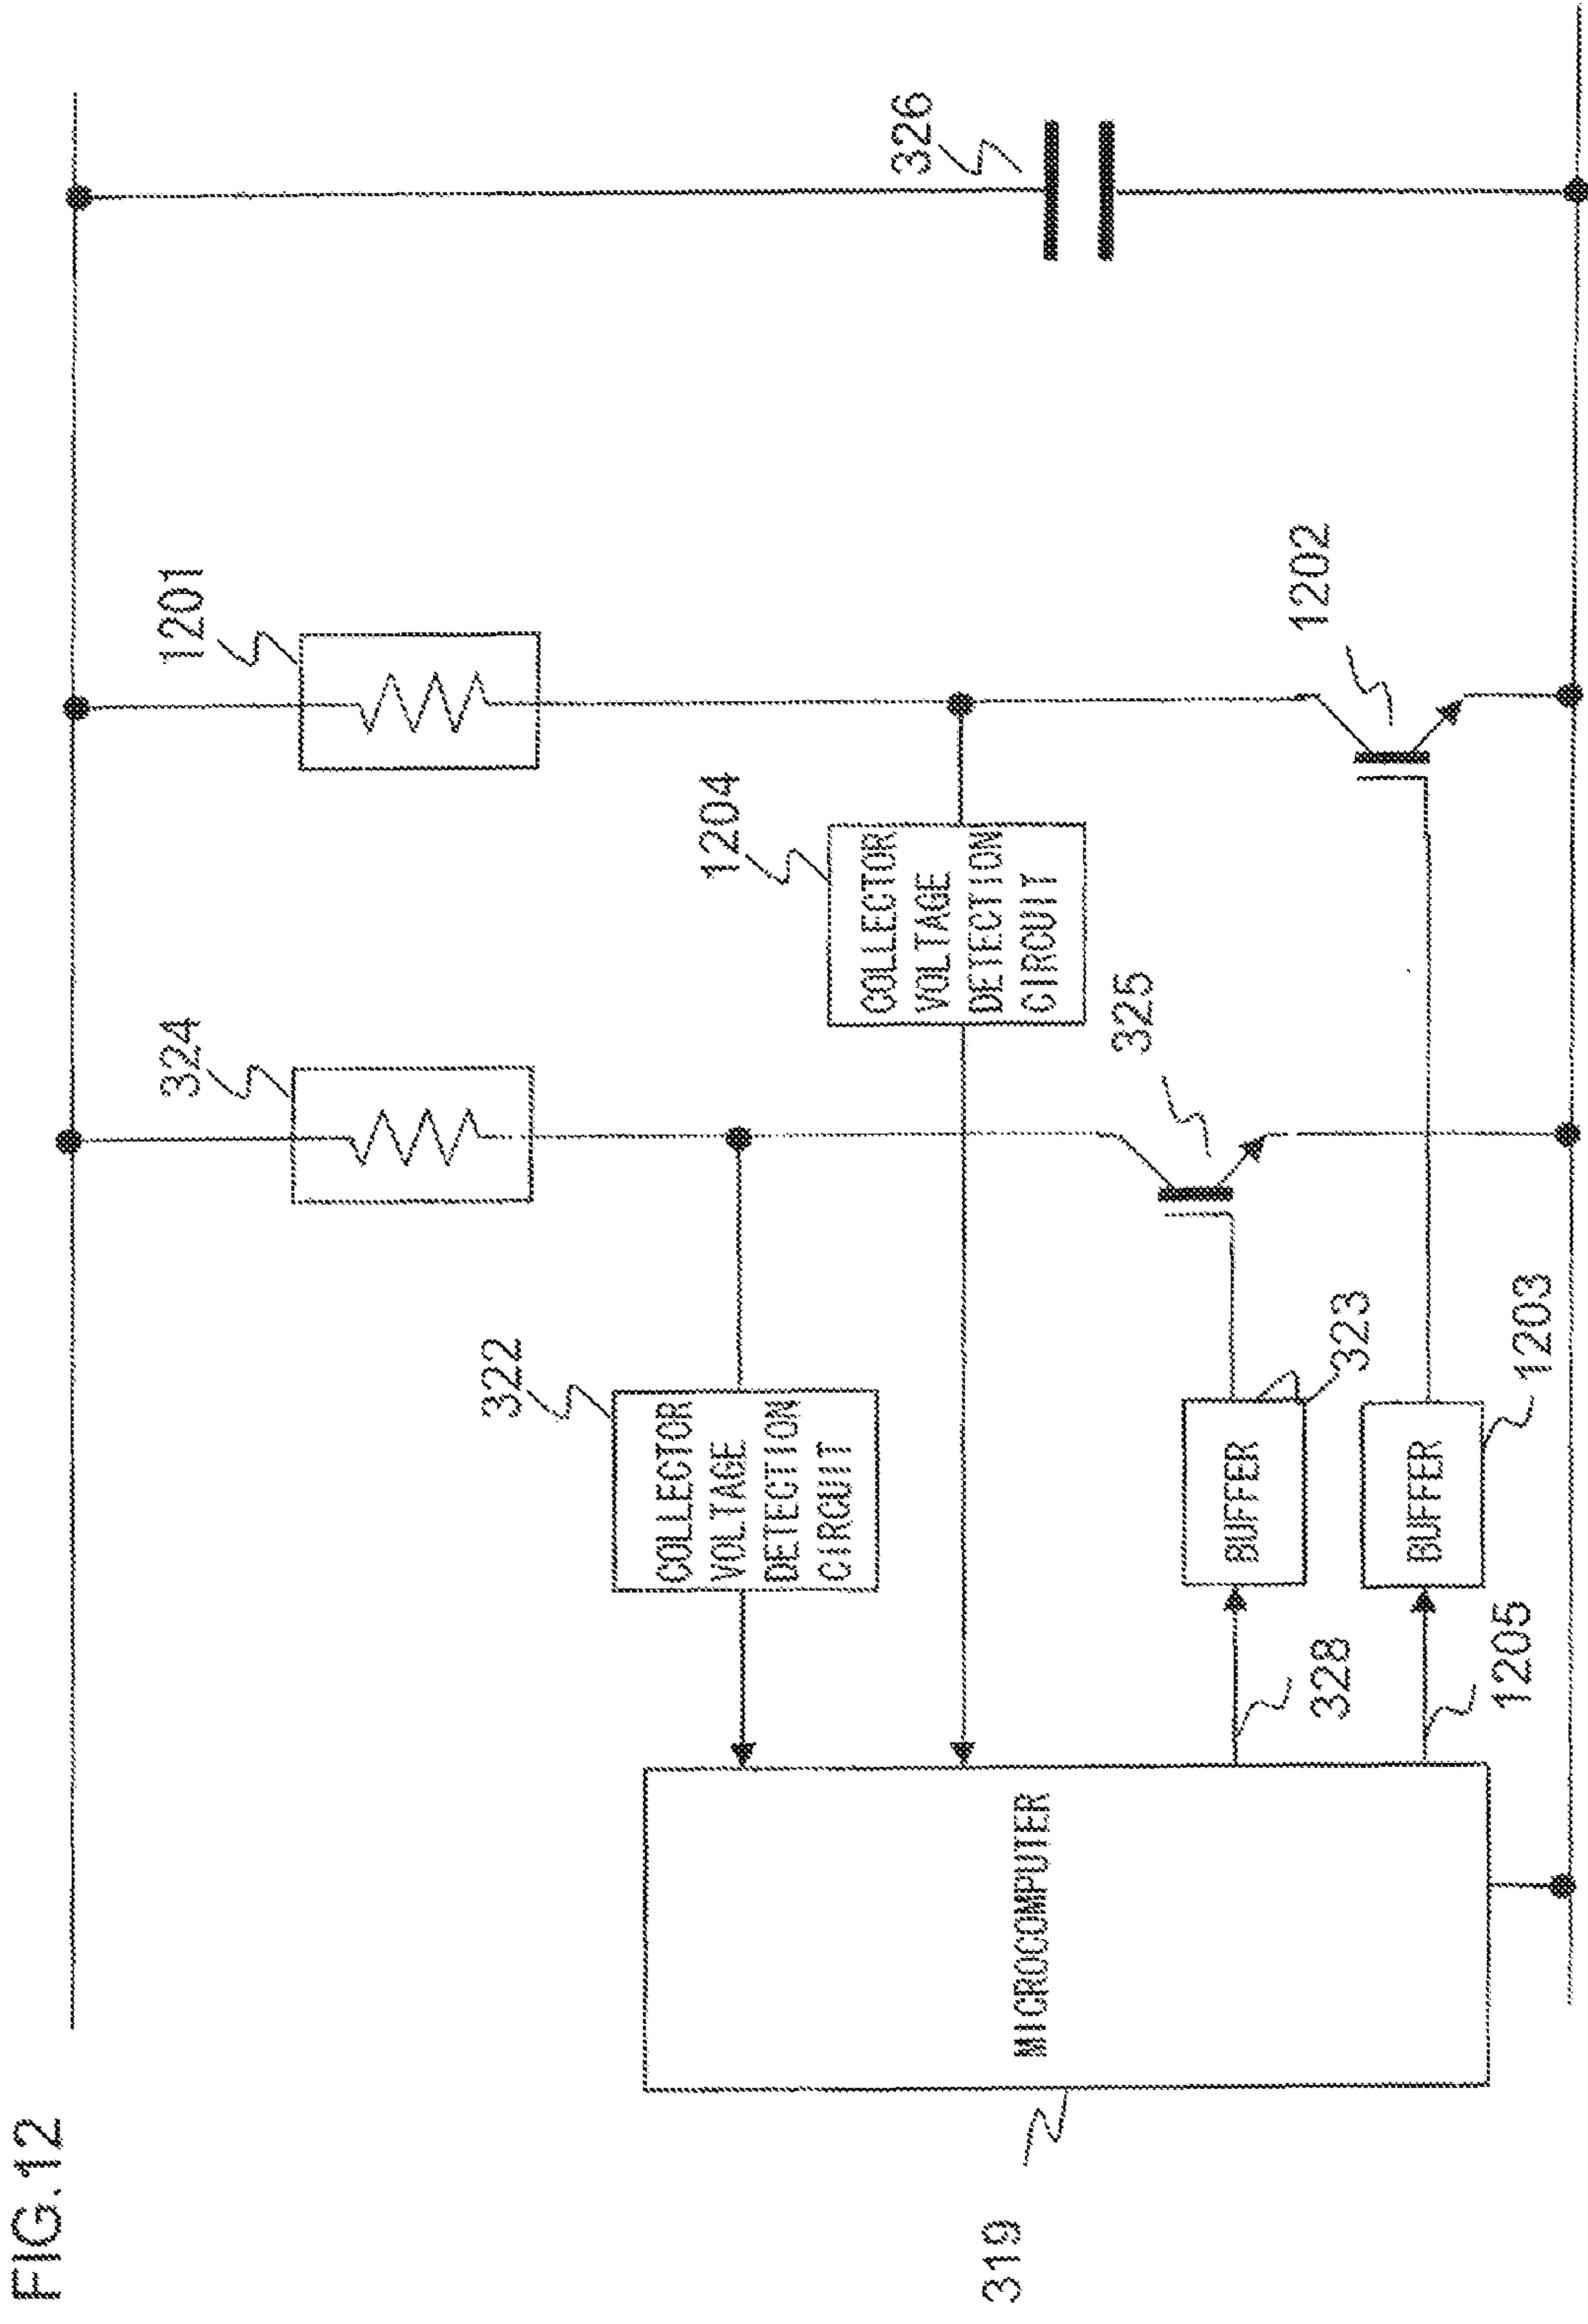 FIG.12
324
1201
322
COLLECTOR
VOLTAGE
DETECTION
CIRCUIT
1204
COLLECTOR
VOLTAGE
DETECTION
CIRCUIT
326
319
MICROCOMPUTER
325
1202
328
BUFFER
323
1205
BUFFER
1203